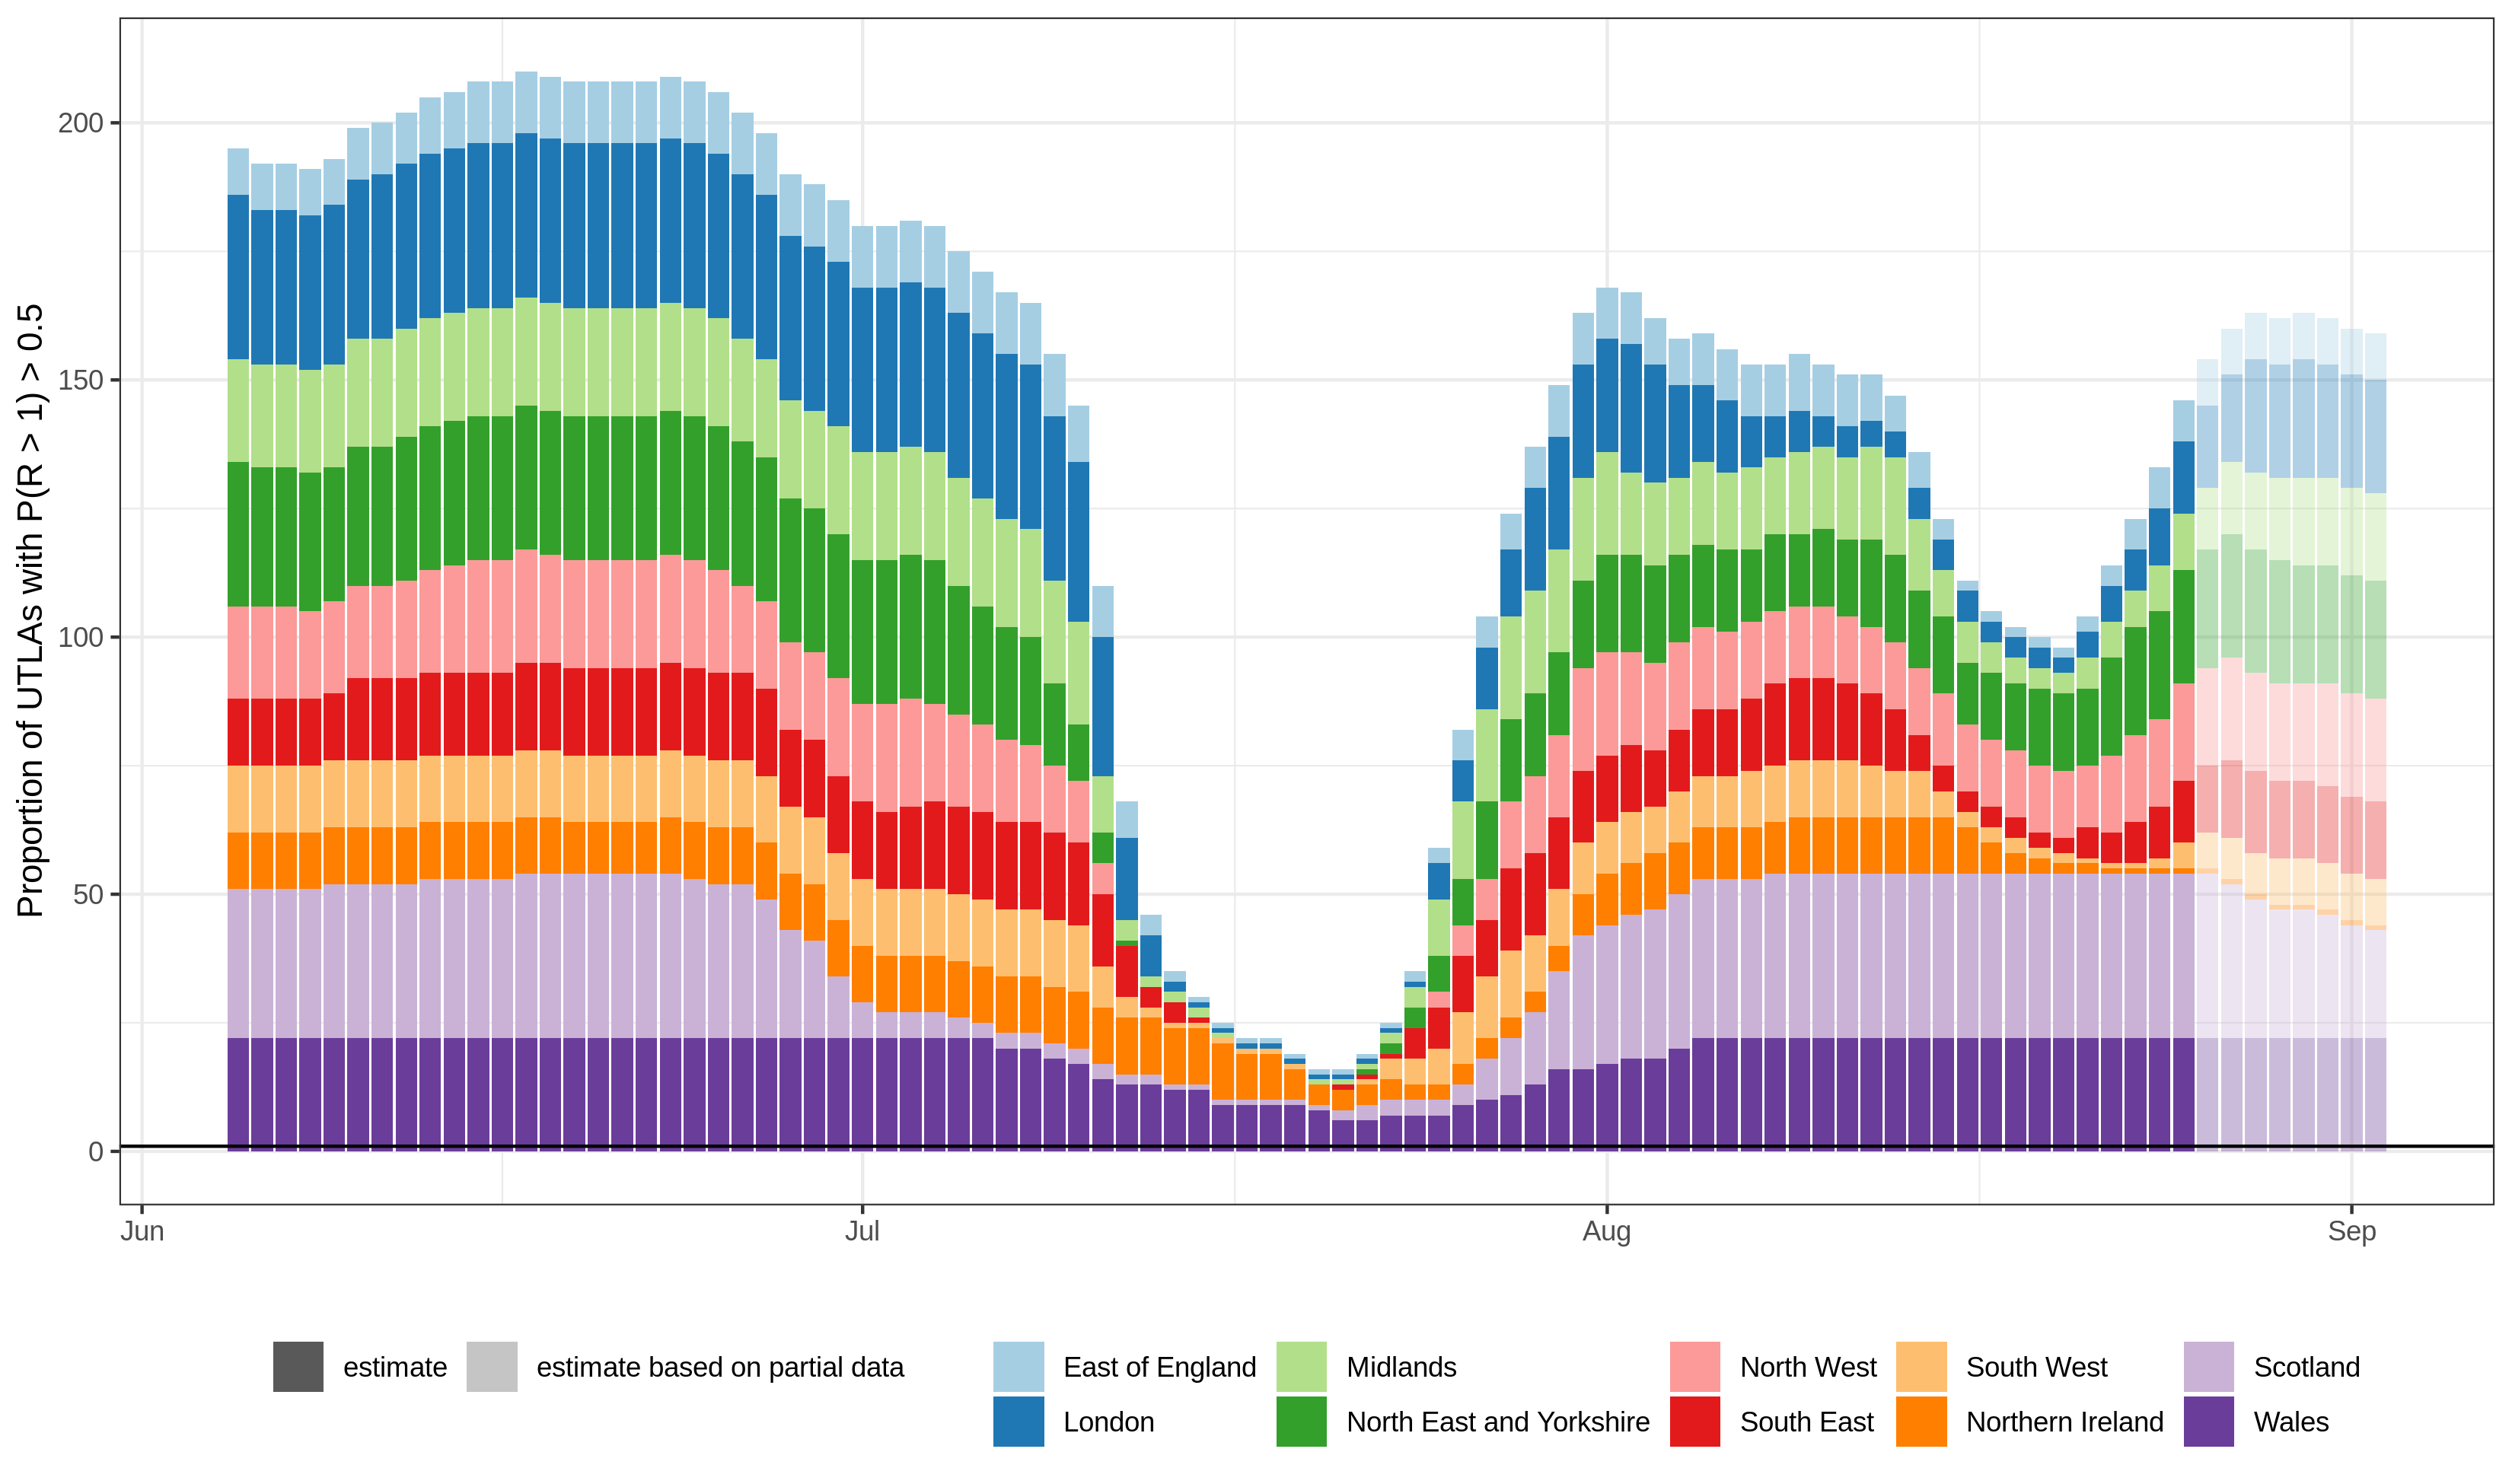 Proportion of UTLAs with P(R > 1) > 0.5
200
150
100
50
0
Jun Jul Aug Sep
estimate estimate based on partial data East of England Midlands North West South West Scotland
London North East and Yorkshire South East Northern Ireland Wales